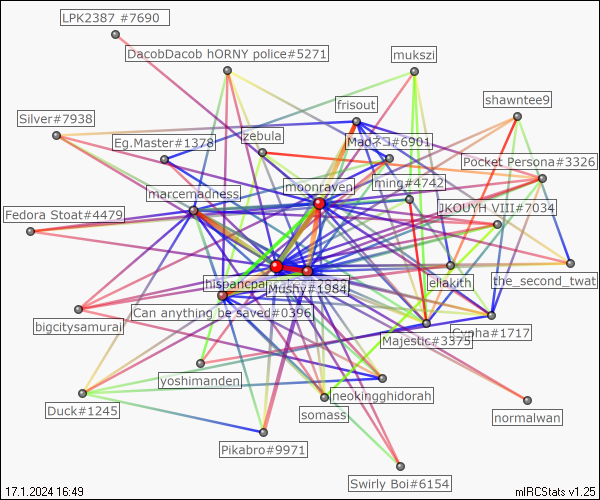 LPK2387 #7690
DacobDacob hORNY police#5271
mukszi
shawntee9
frisout
Silver#7938
Eg.Master#1378
zebula
#6901
Pocket Persona#3326
moonraven
ming#4742
marcemadness
Fedora Stoat#4479
JKOUYH VIII#7034
hispancpa
Mushy#1984
eliakith
the_second_twat
Can anything be saved#0396
bigcitysamurai
Majestic#3375
Cypha#1717
yoshimanden
neokingghidorah
Duck#1245
somass
normalwan
Pikabro#9971
Swirly Boi#6154
17.1.2024 16:49
mIRCStats v1.25